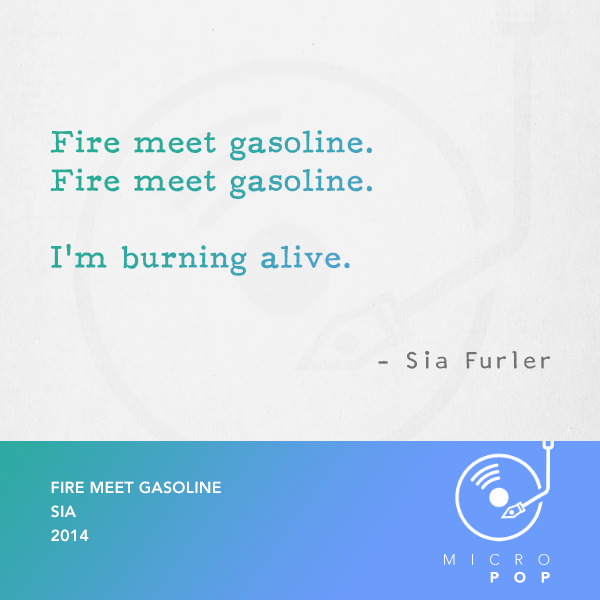 Fire meet gasoline.
Fire meet gasoline.
I'm burning alive.
- Sia Furler
FIRE MEET GASOLINE
SIA
2014
MICRO
POP